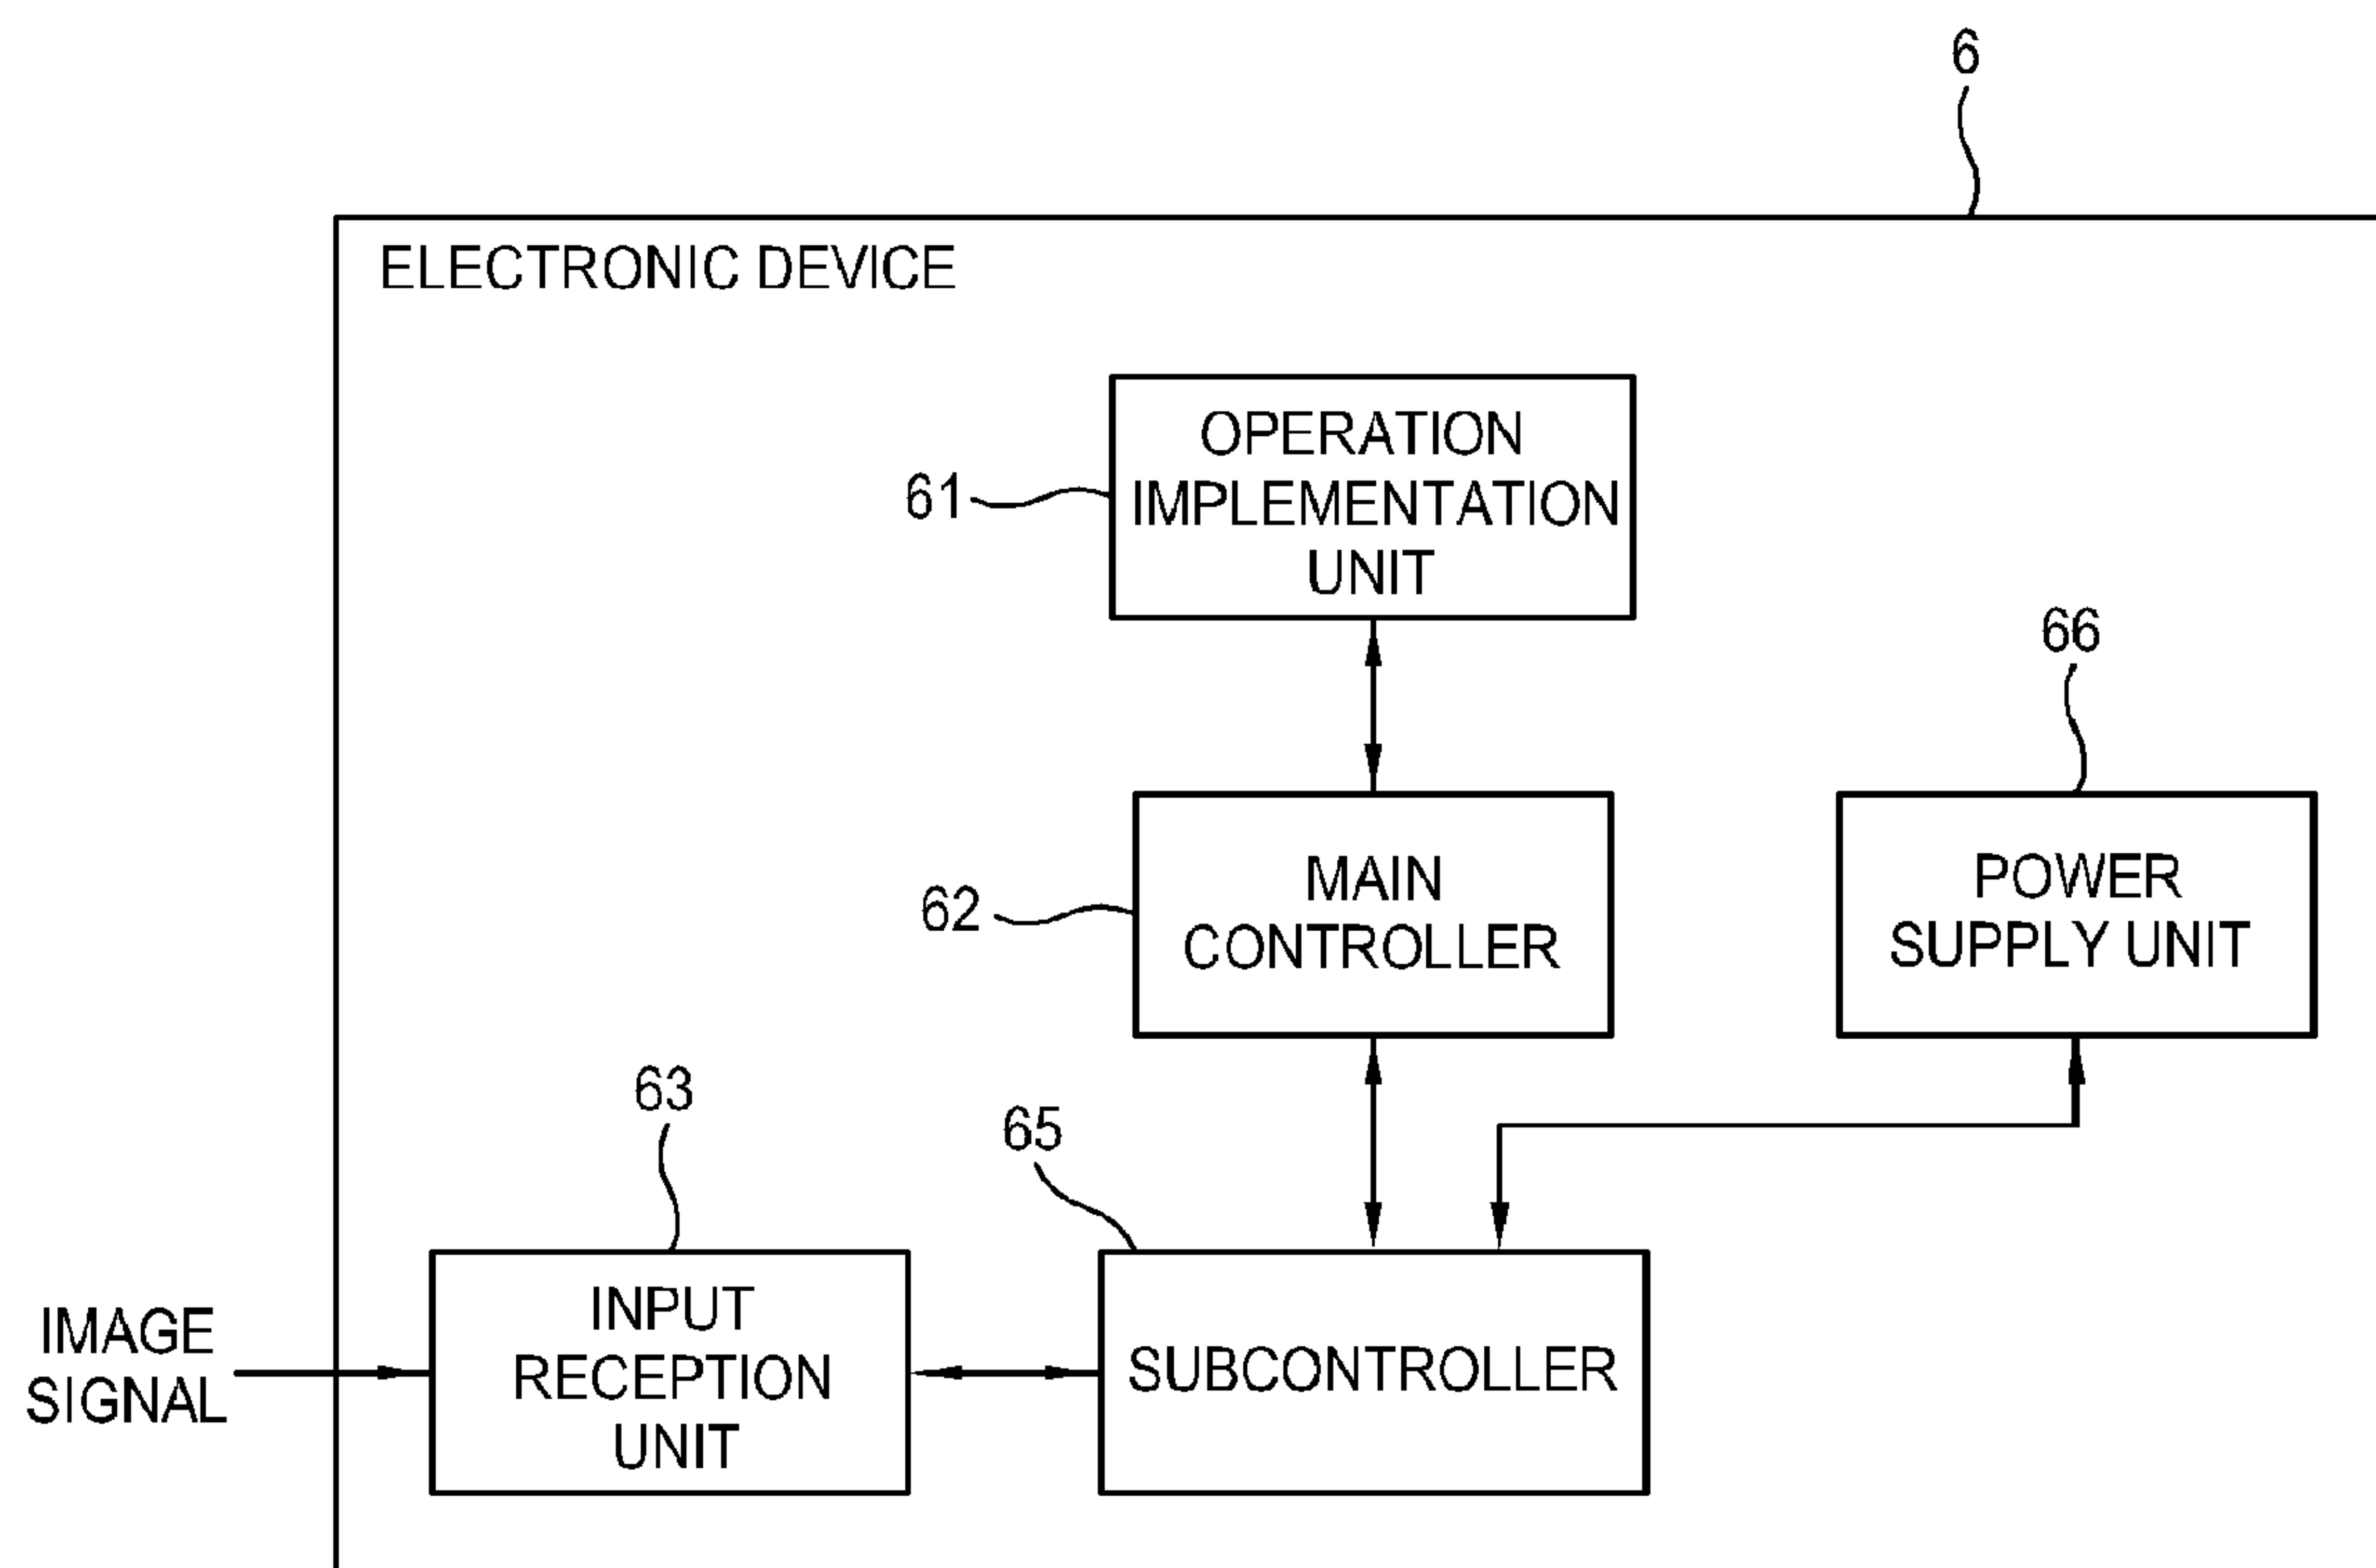 6
ELECTRONIC DEVICE
OPERATION
IMPLEMENTATION
UNIT
61
66
MAIN
CONTROLLER
62
POWER
SUPPLY UNIT
63
65
IMAGE
SIGNAL
INPUT
RECEPTION
UNIT
SUBCONTROLLER